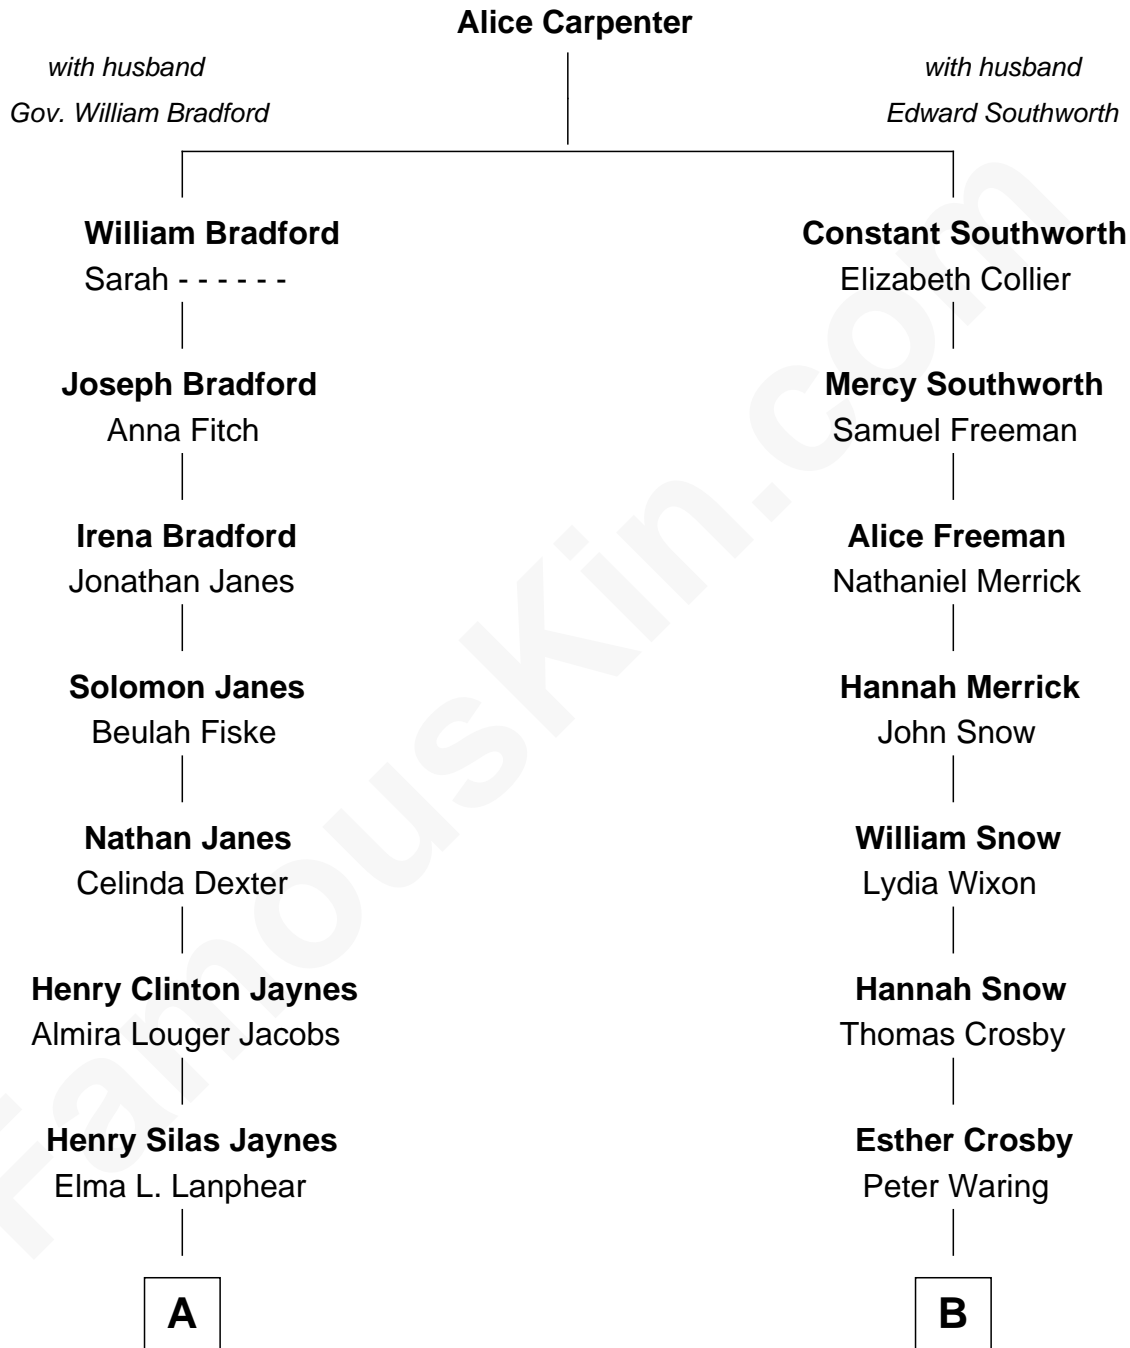 Alice Carpenter
with husband
Gov. William Bradford
with husband
Edward Southworth
William Bradford
Sarah - - - - - -
Constant Southworth
Elizabeth Collier
Joseph Bradford
Anna Fitch
Mercy Southworth
Samuel Freeman
Irena Bradford
Jonathan Janes
Alice Freeman
Nathaniel Merrick
Solomon Janes
Beulah Fiske
Hannah Merrick
John Snow
Nathan Janes
Celinda Dexter
William Snow
Lydia Wixon
Henry Clinton Jaynes
Almira Louger Jacobs
Hannah Snow
Thomas Crosby
Henry Silas Jaynes
Elma L. Lanphear
Esther Crosby
Peter Waring
A
B
FamousKin.com